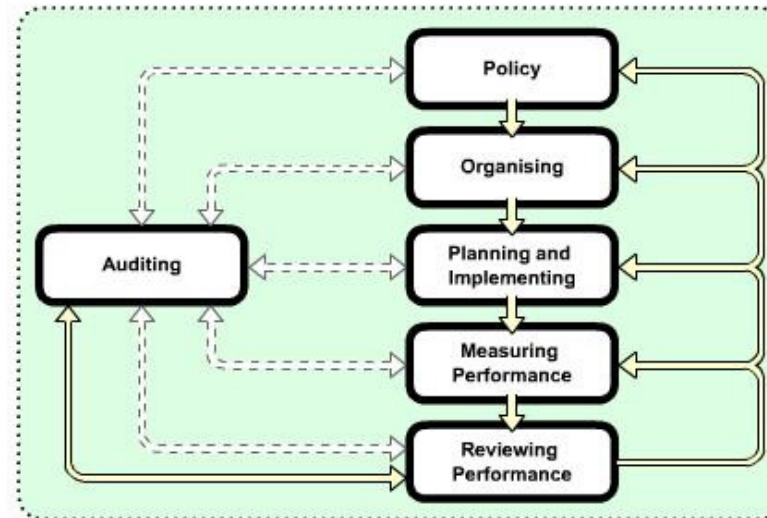 Policy
Organising
Auditing
Planning and
Implementing
Measuring
Performance
Reviewing
Performance